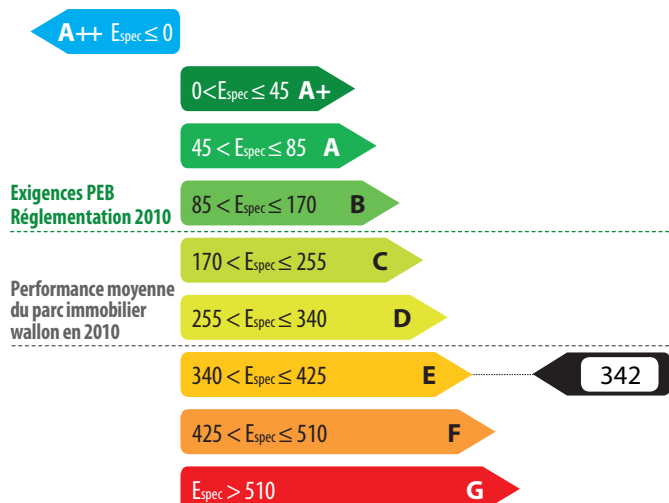 A++ Espec ≤ 0
0<Espec ≤ 45 A+
45 < Espec ≤ 85 A
Exigences PEB
Réglementation 2010
85 < Espec ≤ 170 B
170 < Espec ≤ 255 C
Performance moyenne
du parc immobilier
wallon en 2010
255 < Espec ≤ 340 D
340 < Espec ≤ 425 E
342
425 < Espec ≤ 510 F
Espec > 510 G